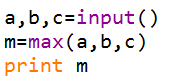 a,b,c=input()
m=max(a,b,c)
print m